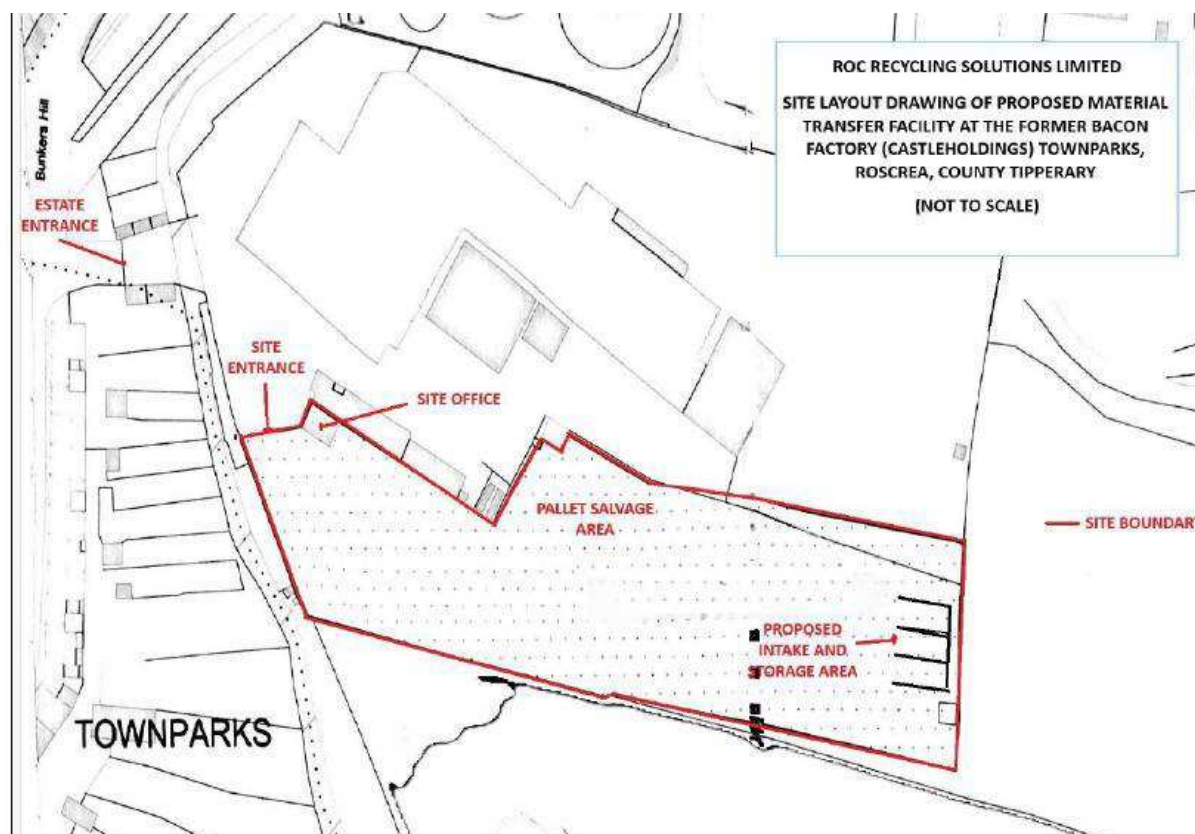 ROC RECYCLING SOLUTIONS LIMITED
SITE LAYOUT DRAWING OF PROPOSED MATERIAL
TRANSFER FACILITY AT THE FORMER BACON
FACTORY (CASTLEHOLDINGS) TOWNPARKS,
ROSCREA, COUNTY TIPPERARY
(NOT TO SCALE)
Bunkers Hill
ESTATE
ENTRANCE
SITE
ENTRANCE
SITE OFFICE
PALLET SALVAGE
AREA
SITE BOUNDARY
PROPOSED
INTAKE AND
STORAGE AREA
TOWNPARKS